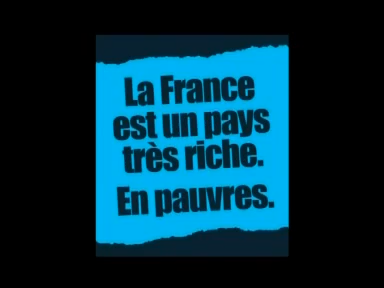 La France
est un pays
très riche.
En pauvres.